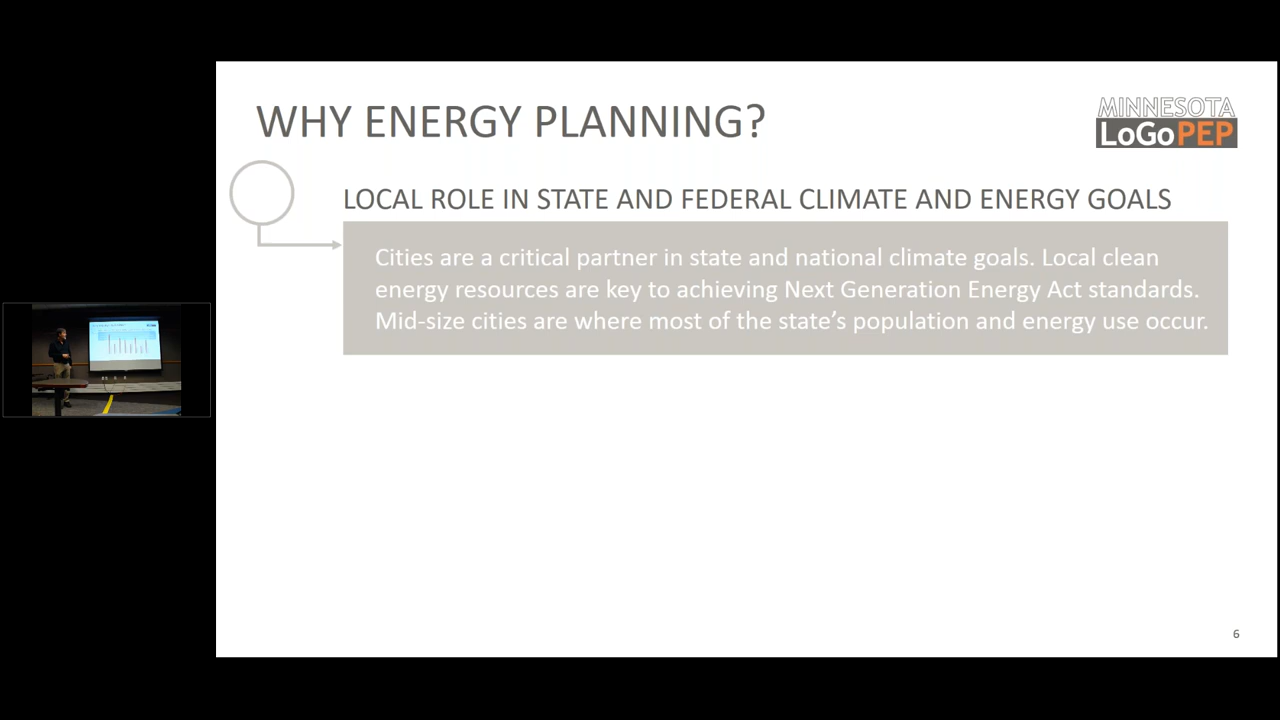 WHY ENERGY PLANNING?
MINNESOTA
LoGoPEP
LOCAL ROLE IN STATE AND FEDERAL CLIMATE AND ENERGY GOALS
Cities are a critical partner in state and national climate goals. Local clean
energy resources are key to achieving Next Generation Energy Act standards.
Mid-size cities are where most of the state’s population and energy use occur.
6